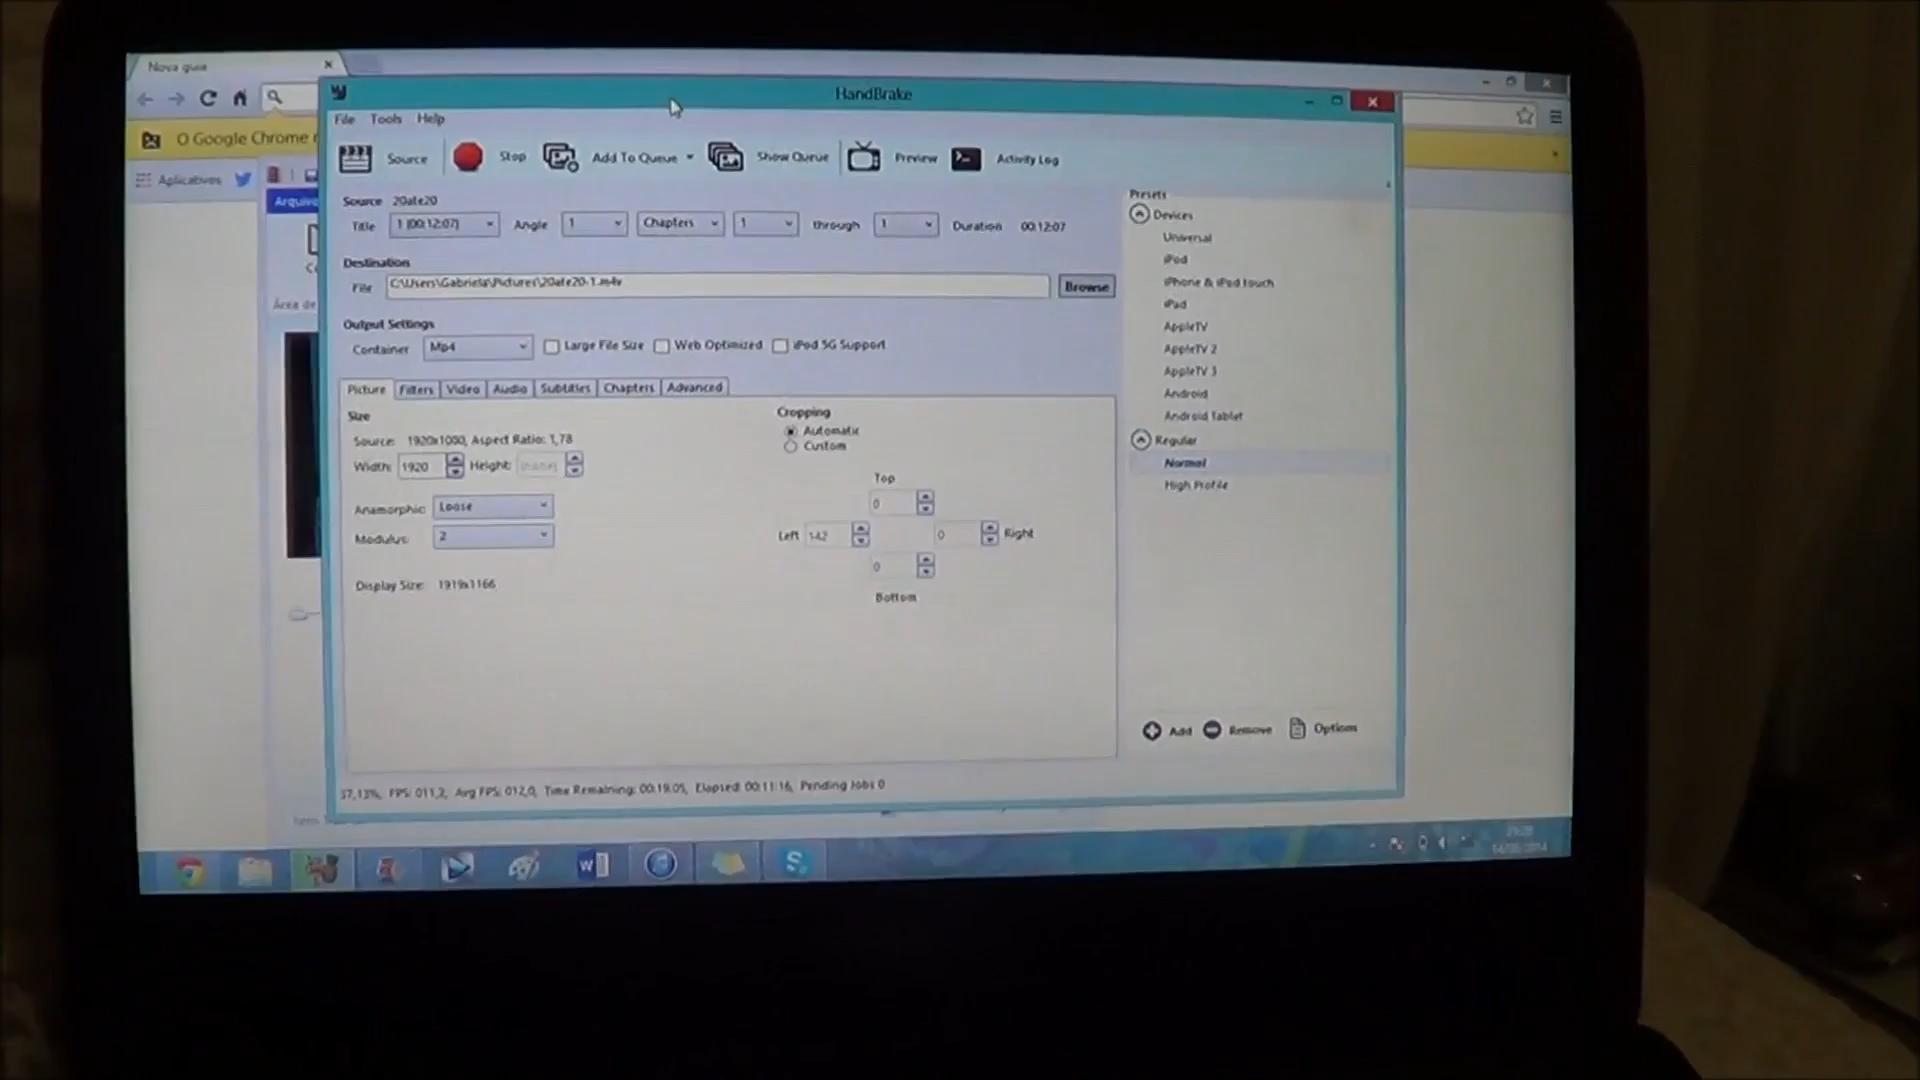 Nova guia
HandBrake
File Tools Help
O Google Chrome
Source Stop Add To Queue Show Queue Preview Activity Log
Aplicativos
Arquivo
Source 20ate20
Title 1 (00:12:07) Angle 1 Chapters 1 through 1 Duration 00:12:07
Destination
File C:\Users\Gabriela\Pictures\20ate20-1.m4v Browse
Área de
Output Settings
Container Mp4 Large File Size Web Optimized iPod 5G Support
Picture Filters Video Audio Subtitles Chapters Advanced
Size
Source: 1920x1080, Aspect Ratio: 1,78
Width: 1920 Height: (none)
Anamorphic: Loose
Modulus: 2
Display Size: 1919x1166
Cropping
Automatic
Custom
Top
0
Left 142 0 Right
0
Bottom
Presets
Devices
Universal
iPod
iPhone & iPod touch
iPad
AppleTV
AppleTV 2
AppleTV 3
Android
Android Tablet
Regular
Normal
High Profile
Add Remove Options
37,13%, FPS: 011,2, Avg FPS: 012,0, Time Remaining: 00:19:05, Elapsed: 00:11:16, Pending Jobs 0